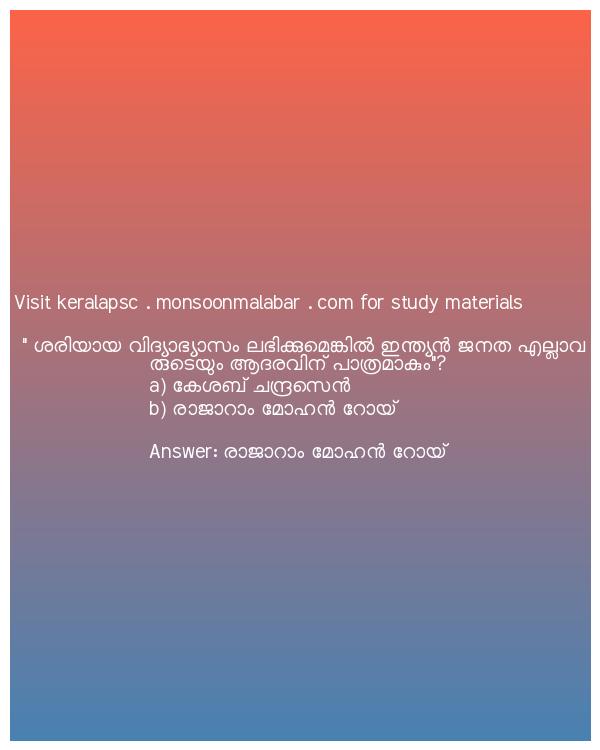 Visit keralapsc . monsoonmalabar . com for study materials
" ശരിയായ വിദ്യാഭ്യാസം ലഭിക്കുമെങ്കിൽ ഇന്ത്യൻ ജനത എല്ലാവ
രുടെയും ആദരവിന് പാത്രമാകും"?
a) കേശബ് ചന്ദ്രസെൻ
b) രാജാറാം മോഹൻ റോയ്
Answer: രാജാറാം മോഹൻ റോയ്